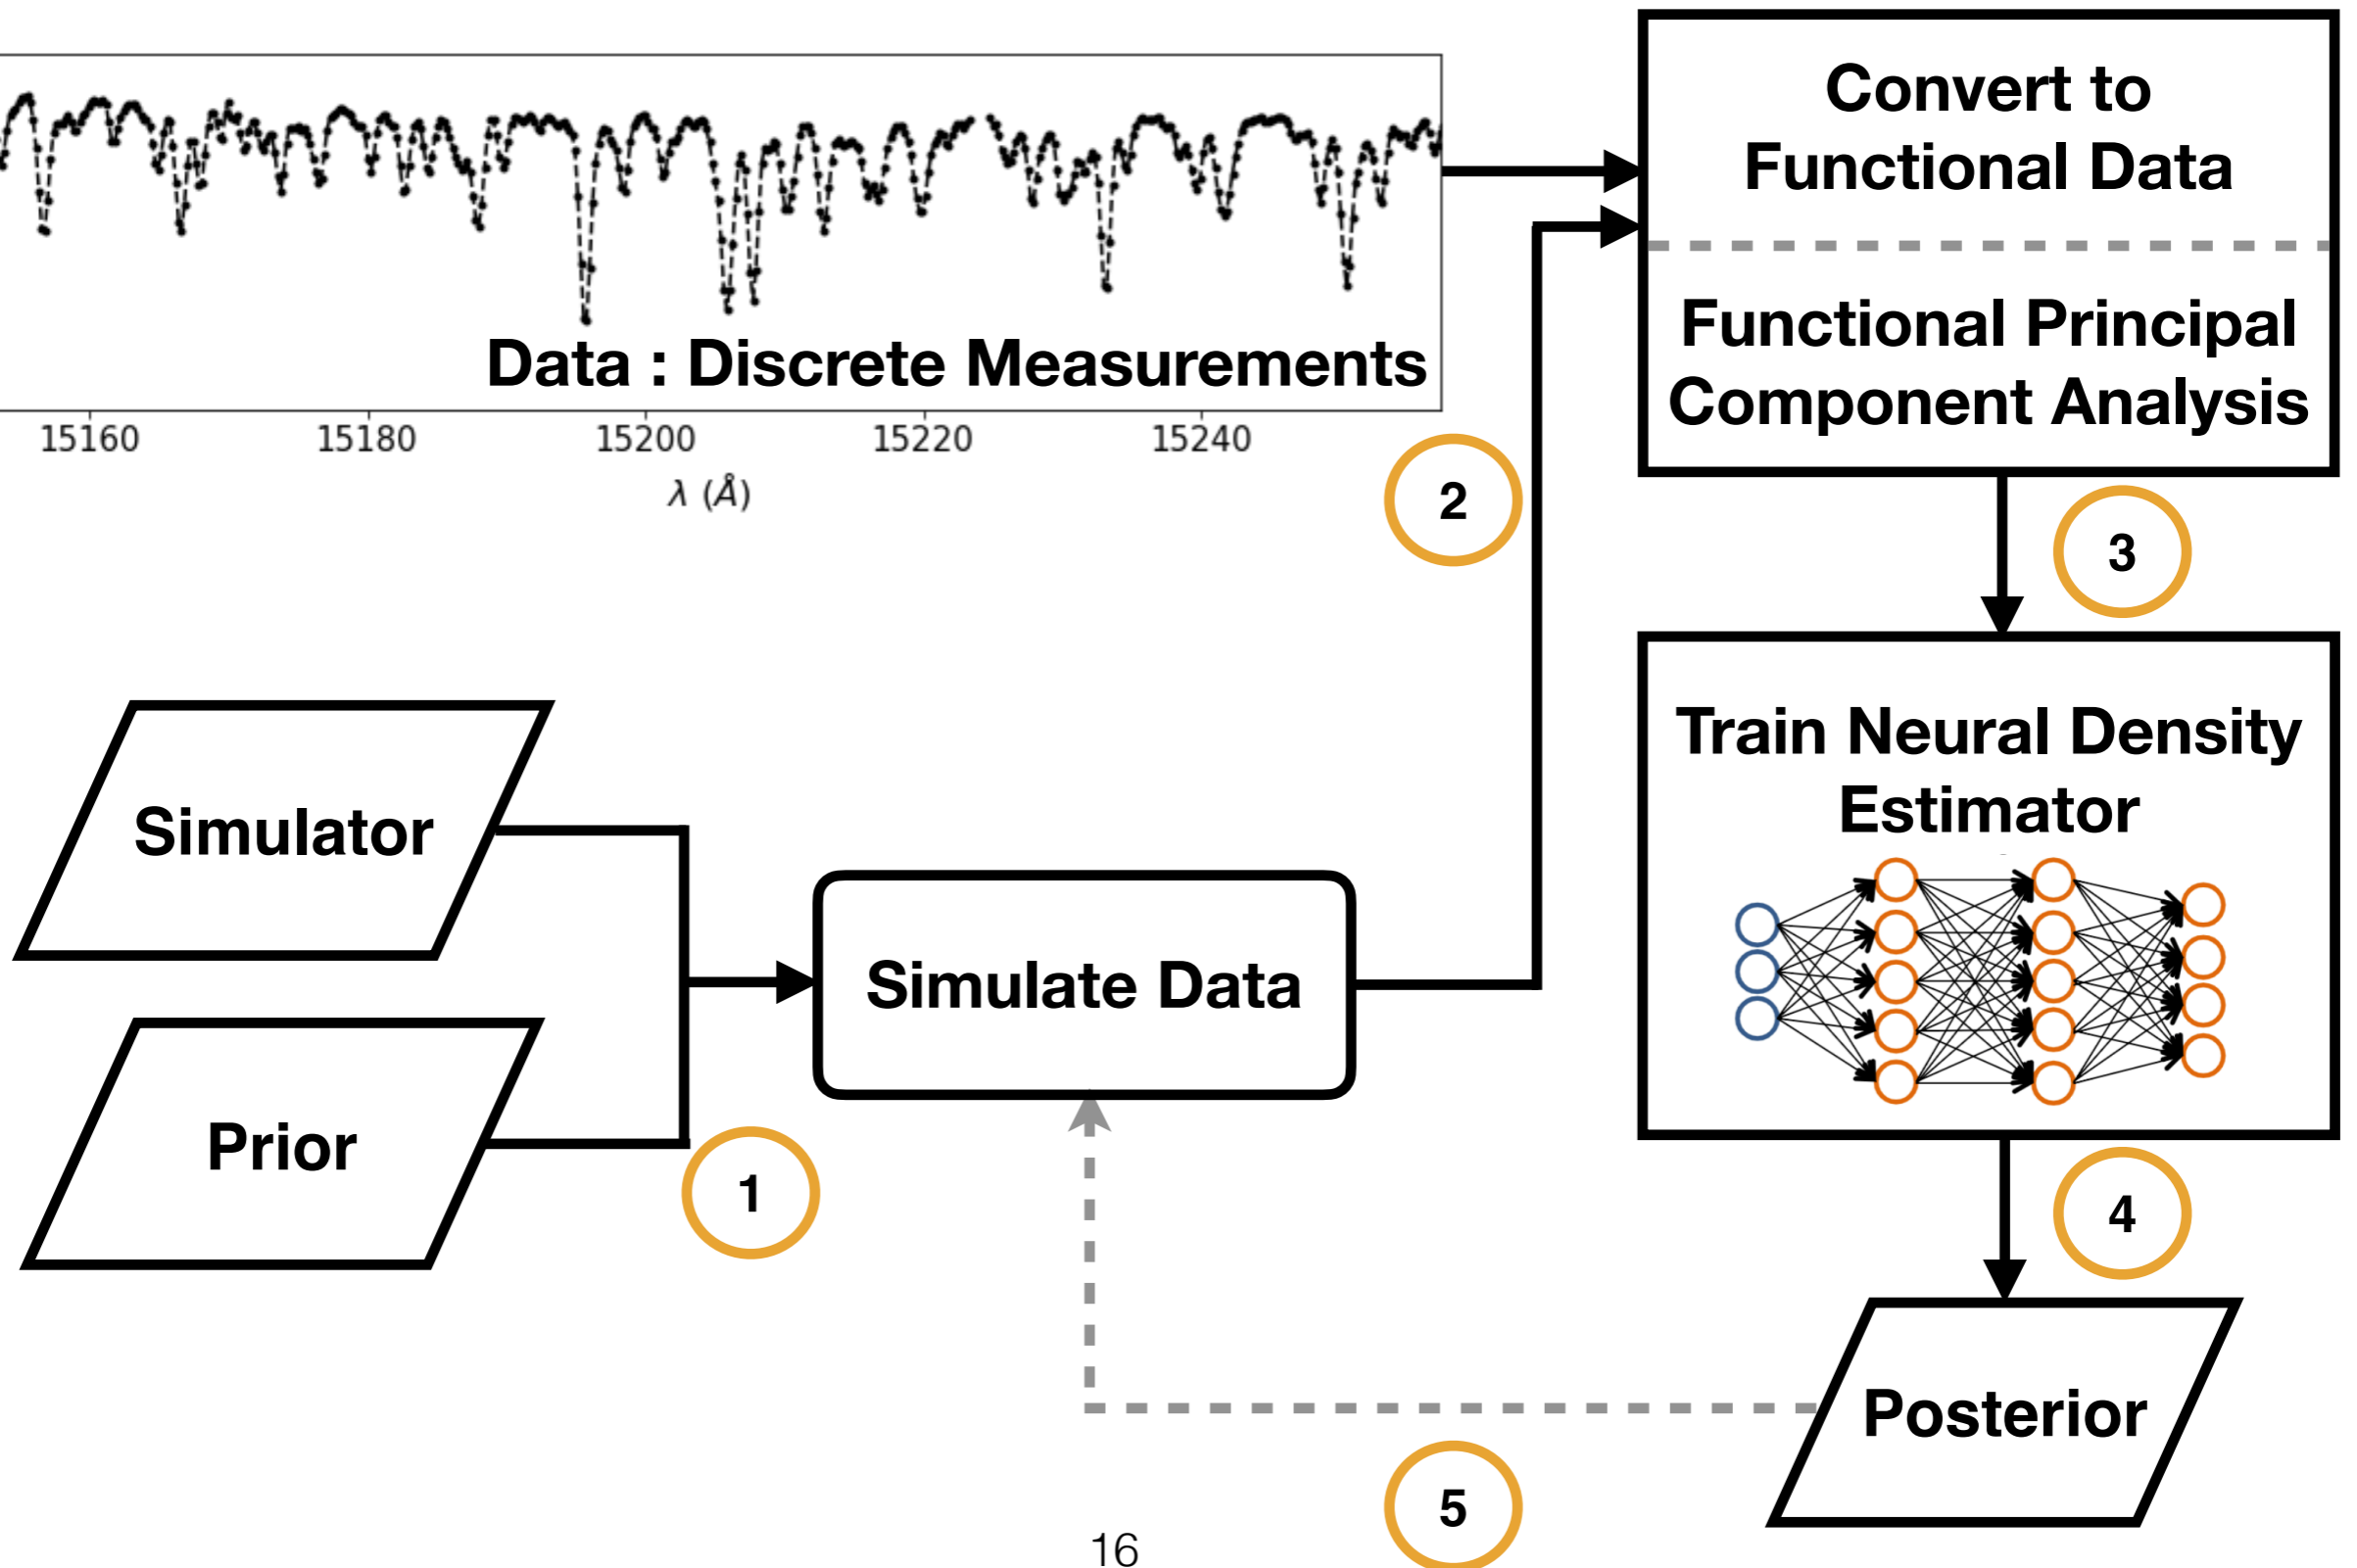 Convert to
Functional Data
Functional Principal
Component Analysis
Data : Discrete Measurements
15160 15180 15200 15220 15240
λ (Å)
2
3
Train Neural Density
Estimator
Simulator
Simulate Data
Prior
1
4
Posterior
5
16